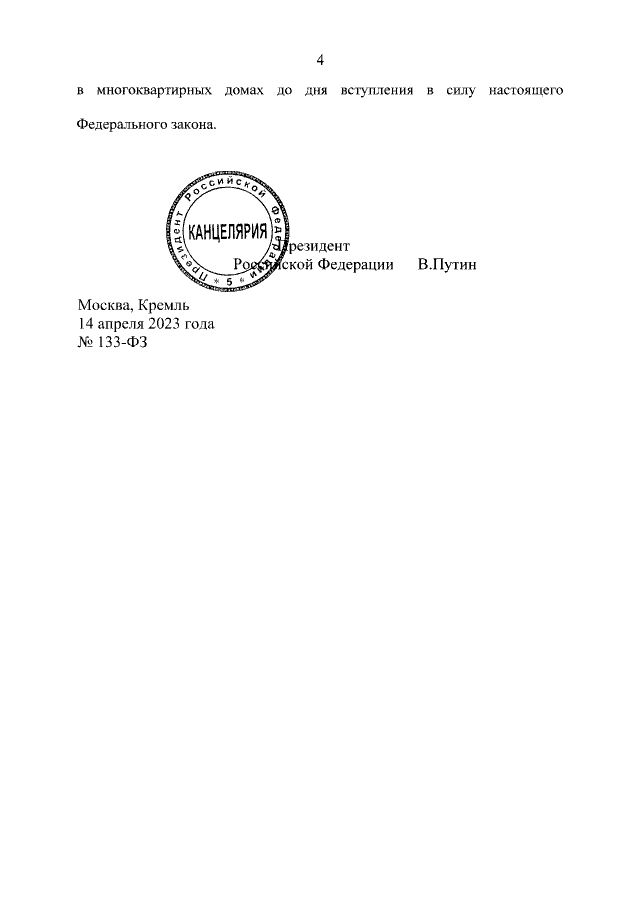 4
в многоквартирных домах до дня вступления в силу настоящего
Федерального закона.
Президент Российской Федерации
КАНЦЕЛЯРИЯ
* 5 *
Президент
Российской Федерации В.Путин
Москва, Кремль
14 апреля 2023 года
№ 133-ФЗ